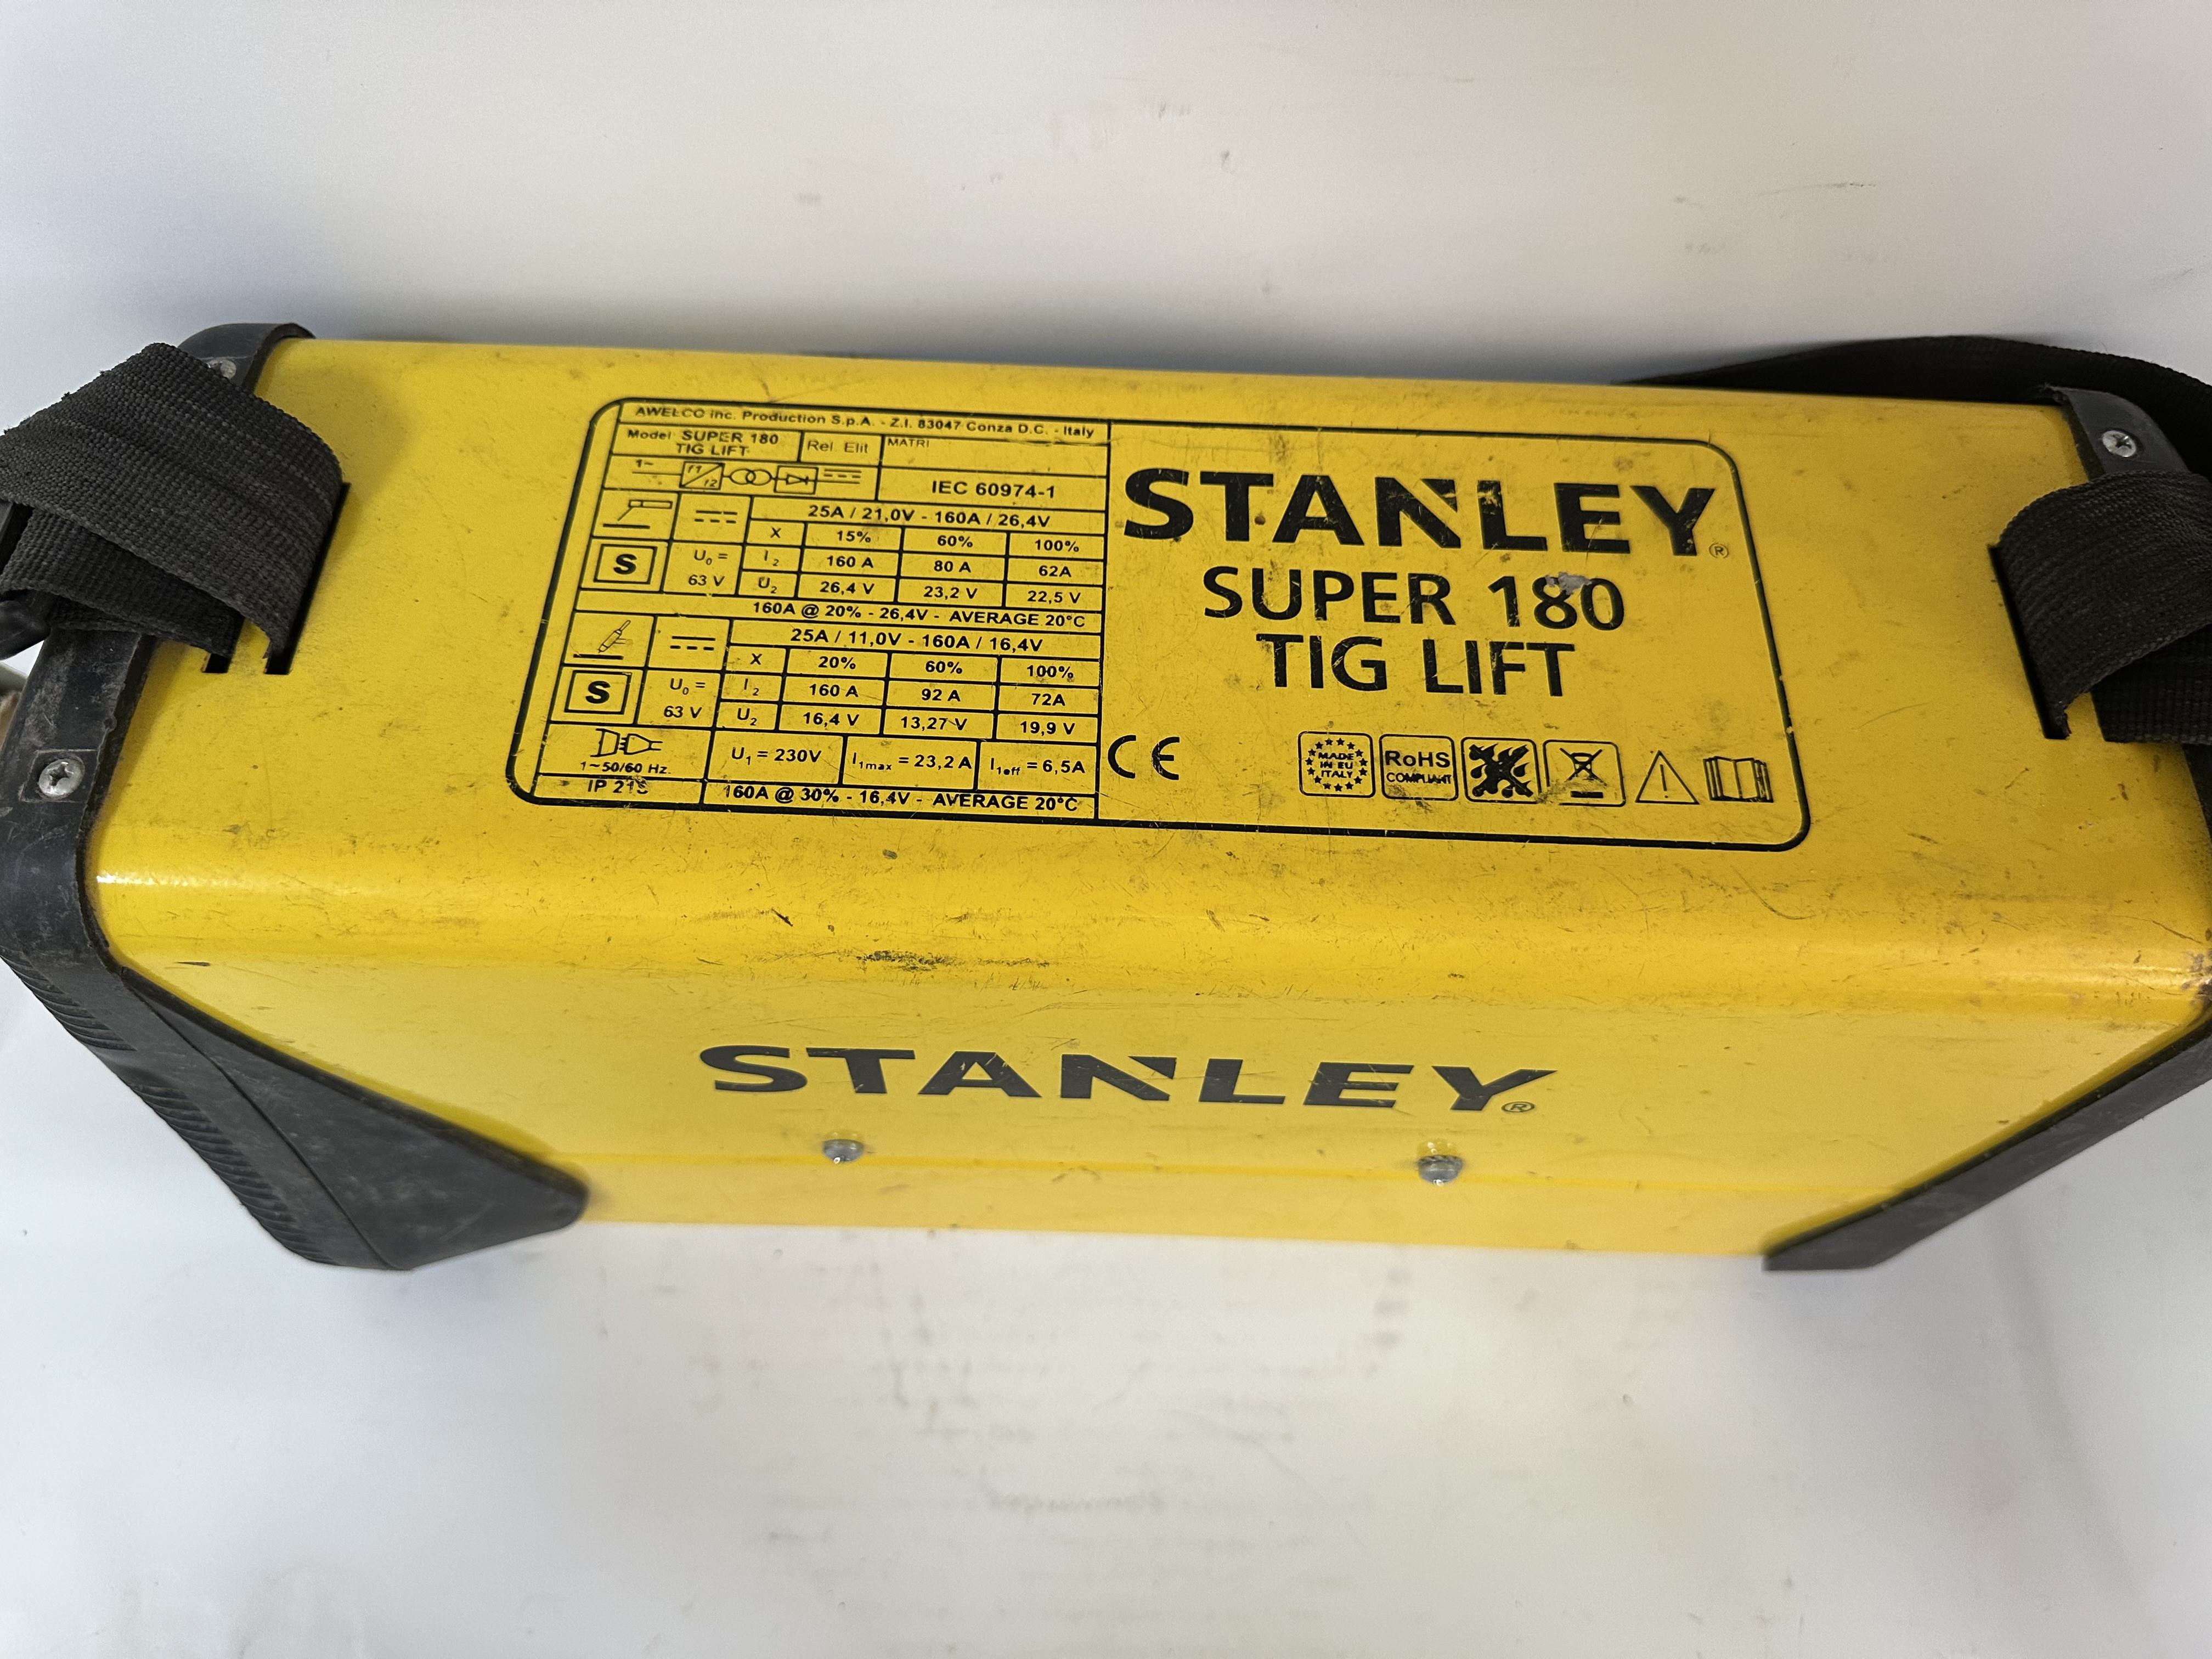 AWELCO inc. Production S.p.A. - Z.I. 83047 Conza D.C. - Italy
Model: SUPER 180 TIG LIFT Rel. Elit MATRI
1~ f1 f2 IEC 60974-1
25A / 21,0V - 160A / 26,4V
X 15% 60% 100%
S U0 = 63 V I2 160 A 80 A 62A
U2 26,4 V 23,2 V 22,5 V
160A @ 20% - 26,4V - AVERAGE 20°C
25A / 11,0V - 160A / 16,4V
X 20% 60% 100%
S U0 = 63 V I2 160 A 92 A 72A
U2 16,4 V 13,27 V 19,9 V
1~50/60 Hz. U1 = 230V I1max = 23,2 A I1eff = 6,5A
IP 21S 160A @ 30% - 16,4V - AVERAGE 20°C
STANLEY®
SUPER 180
TIG LIFT
CE
MADE
IN EU
ITALY
RoHS
COMPLIANT
STANLEY®